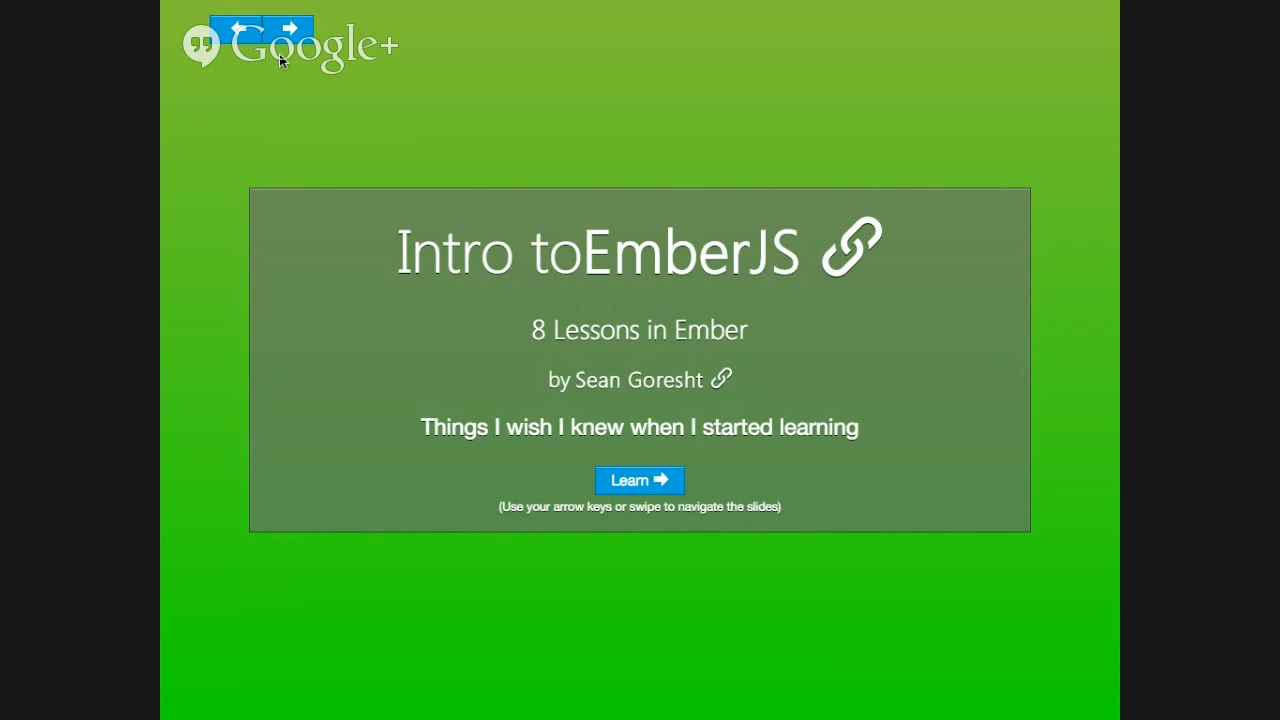 Google+
Intro toEmberJS
8 Lessons in Ember
by Sean Goresht
Things I wish I knew when I started learning
Learn
(Use your arrow keys or swipe to navigate the slides)